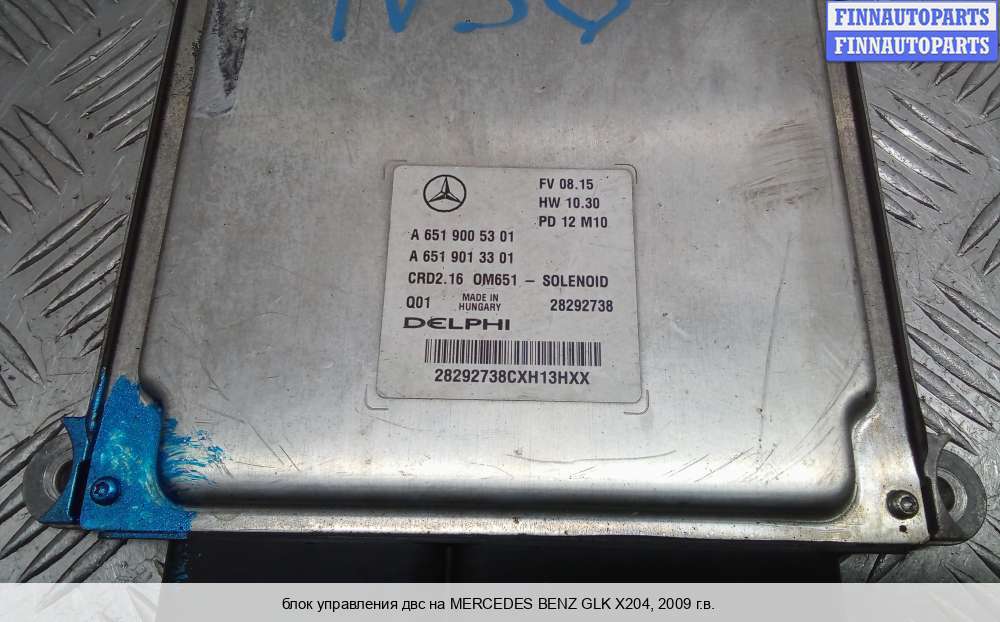 FINNAUTOPARTS
FINNAUTOPARTS
FV 08.15
HW 10.30
PD 12 M10
A 651 900 53 01
A 651 901 33 01
CRD2.16 OM651 – SOLENOID
Q01 MADE IN HUNGARY 28292738
DELPHI
28292738CXH13HXX
блок управления двс на MERCEDES BENZ GLK X204, 2009 г.в.